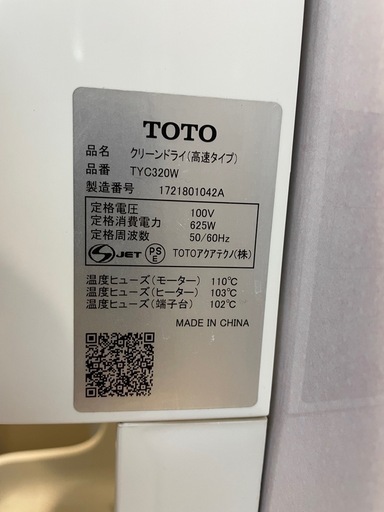 TOTO
品名 クリーンドライ(高速タイプ)
品番 TYC320W
製造番号 1721801042A
定格電圧 100V
定格消費電力 625W
定格周波数 50/60Hz
S JET PS E TOTOアクアテクノ(株)
温度ヒューズ(モーター) 110℃
温度ヒューズ(ヒーター) 103℃
温度ヒューズ(端子台) 102℃
MADE IN CHINA